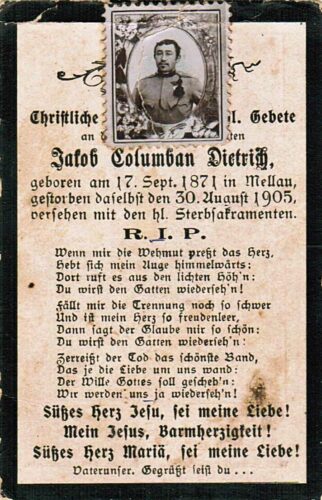 Christliche     l. Gebete
an d     ten
Jakob Columban Dietrich,
geboren am 17. Sept. 1871 in Mellau,
gestorben daselbst den 30. August 1905,
versehen mit den hl. Sterbsakramenten.
R. I. P.
Wenn mir die Wehmut preßt das Herz,
Hebt sich mein Auge himmelwärts:
Dort ruft es aus den lichten Höh'n:
Du wirst den Gatten wiederseh'n!
Fällt mir die Trennung noch so schwer
Und ist mein Herz so freudenleer,
Dann sagt der Glaube mir so schön:
Du wirst den Gatten wiederseh'n!
Zerreißt der Tod das schönste Band,
Das je die Liebe um uns wand:
Der Wille Gottes soll gescheh'n:
Wir werden uns ja wiederseh'n!
Süßes Herz Jesu, sei meine Liebe!
Mein Jesus, Barmherzigkeit!
Süßes Herz Mariä, sei meine Liebe!
Vaterunser. Gegrüßt seist du . . .